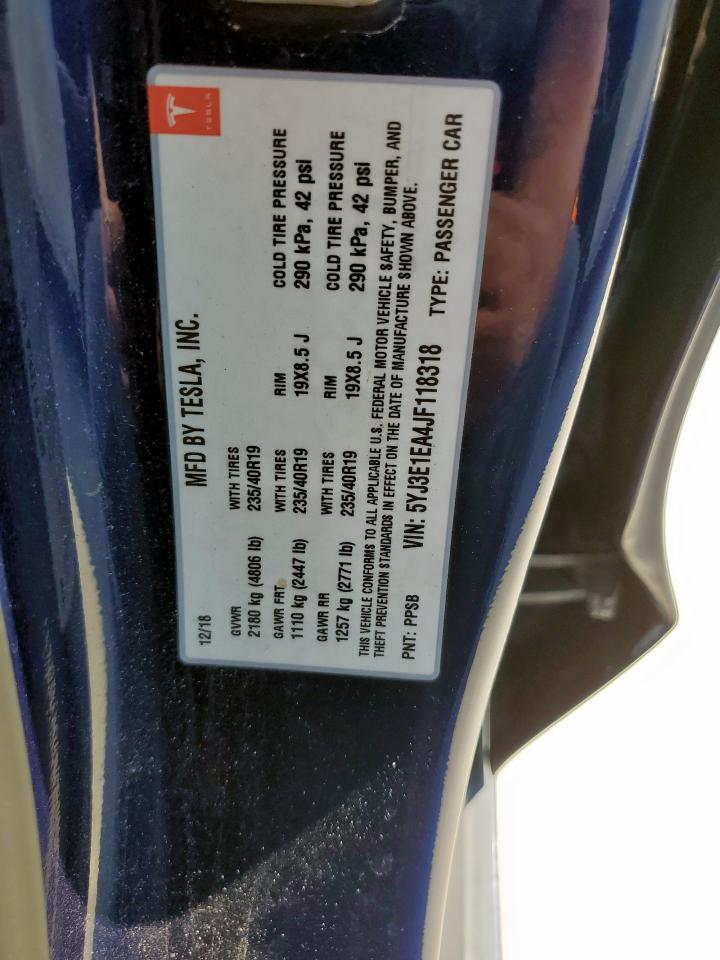 TESLA
MFD BY TESLA, INC.
12/18
GVWR WITH TIRES
2180 kg (4806 lb) 235/40R19
GAWR FRT WITH TIRES RIM COLD TIRE PRESSURE
1110 kg (2447 lb) 235/40R19 19X8.5 J 290 kPa, 42 psi
GAWR RR WITH TIRES RIM COLD TIRE PRESSURE
1257 kg (2771 lb) 235/40R19 19X8.5 J 290 kPa, 42 psi
THIS VEHICLE CONFORMS TO ALL APPLICABLE U.S. FEDERAL MOTOR VEHICLE SAFETY, BUMPER, AND
THEFT PREVENTION STANDARDS IN EFFECT ON THE DATE OF MANUFACTURE SHOWN ABOVE.
PNT: PPSB VIN: 5YJ3E1EA4JF118318 TYPE: PASSENGER CAR